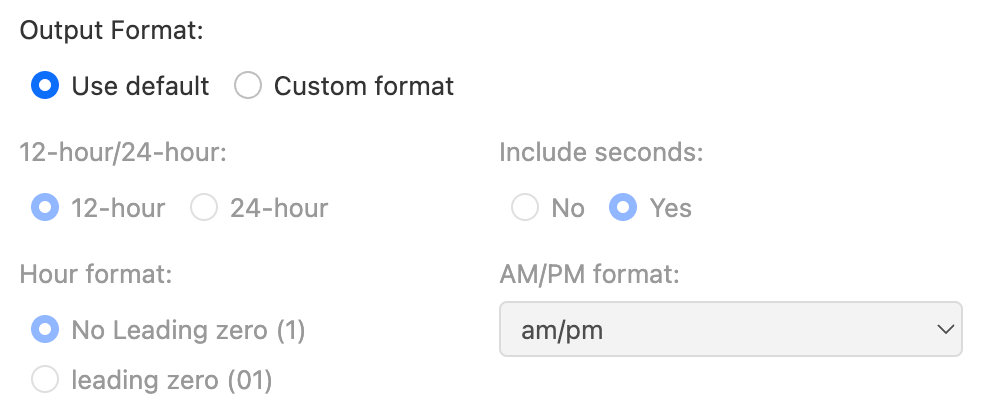 Output Format:
Use default Custom format
12-hour/24-hour:
12-hour 24-hour
Include seconds:
No Yes
Hour format:
No Leading zero (1)
leading zero (01)
AM/PM format:
am/pm